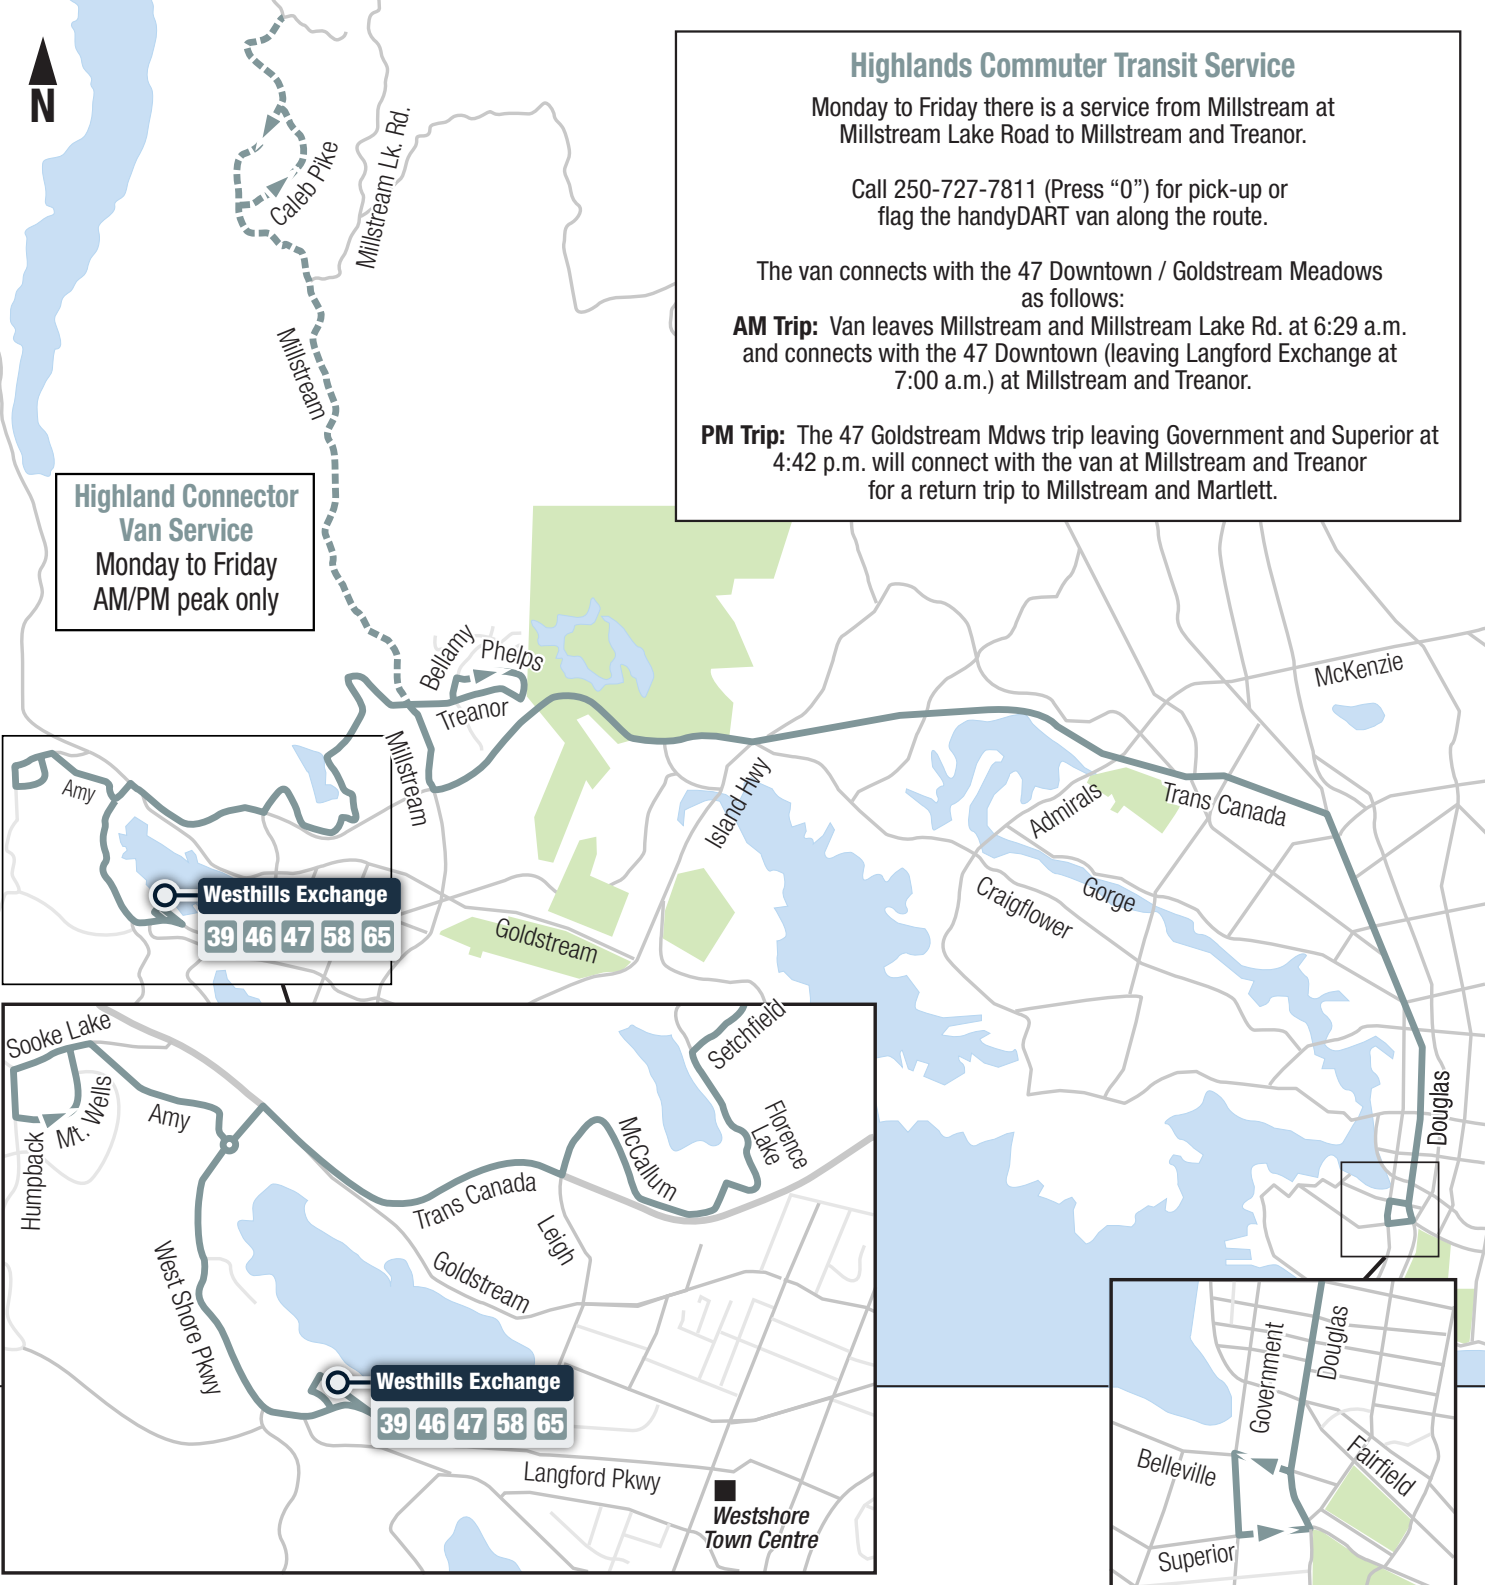 N
Caleb Pike
Millstream Lk. Rd.
Millstream
Highlands Commuter Transit Service
Monday to Friday there is a service from Millstream at
Millstream Lake Road to Millstream and Treanor.
Call 250-727-7811 (Press “0”) for pick-up or
flag the handyDART van along the route.
The van connects with the 47 Downtown / Goldstream Meadows
as follows:
AM Trip: Van leaves Millstream and Millstream Lake Rd. at 6:29 a.m.
and connects with the 47 Downtown (leaving Langford Exchange at
7:00 a.m.) at Millstream and Treanor.
PM Trip: The 47 Goldstream Mdws trip leaving Government and Superior at
4:42 p.m. will connect with the van at Millstream and Treanor
for a return trip to Millstream and Martlett.
Highland Connector
Van Service
Monday to Friday
AM/PM peak only
Bellamy
Phelps
Treanor
Millstream
McKenzie
Amy
Island Hwy
Admirals
Trans Canada
Westhills Exchange
39 46 47 58 65
Goldstream
Craigflower
Gorge
Douglas
Sooke Lake
Mt. Wells
Humpback
Amy
Setchfield
Florence
Lake
McCallum
Trans Canada
Leigh
Goldstream
West Shore Pkwy
Westhills Exchange
39 46 47 58 65
Langford Pkwy
Westshore
Town Centre
Government
Douglas
Belleville
Fairfield
Superior